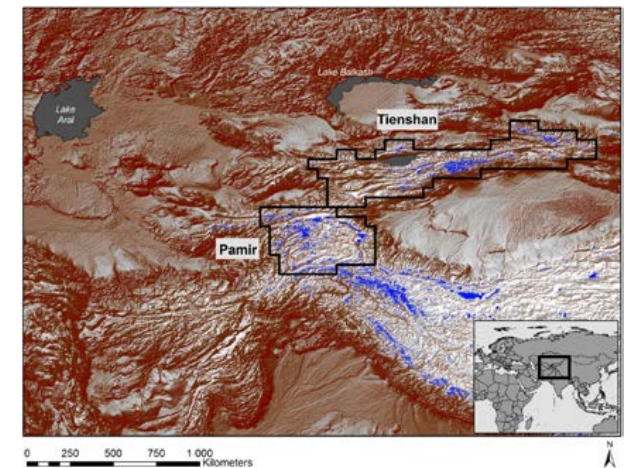 Lake Balkash
Lake
Aral
Tienshan
Pamir
0 250 500 750 1 000
Kilometers
N